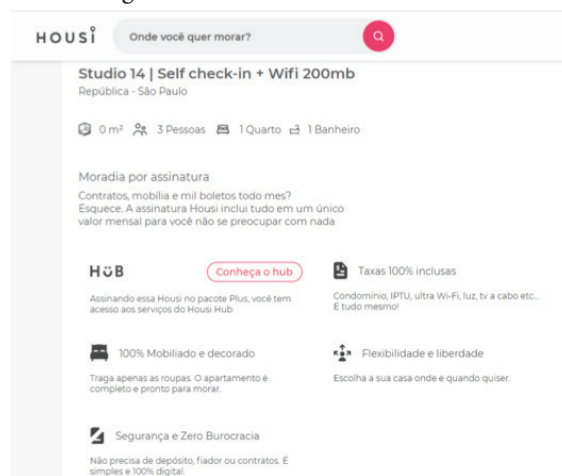 HOUSI
Onde você quer morar?
Studio 14 | Self check-in + Wifi 200mb
República - São Paulo
0 m² 3 Pessoas 1 Quarto 1 Banheiro
Moradia por assinatura
Contratos, mobília e mil boletos todo mes?
Esquece. A assinatura Housi inclui tudo em um único
valor mensal para você não se preocupar com
nada
HUB
Conheça o hub
Assinando essa Housi no pacote Plus, você tem
acesso aos serviços do Housi Hub
Taxas 100% inclusas
Condomínio, IPTU, ultra Wi-Fi, luz, tv a cabo etc...
É tudo mesmo!
100% Mobiliado e decorado
Traga apenas as roupas. O apartamento é
completo e pronto para morar.
Flexibilidade e liberdade
Escolha a sua casa onde e quando quiser.
Segurança e Zero Burocracia
Não precisa de depósito, fiador ou contratos. É
simples e 100% digital.